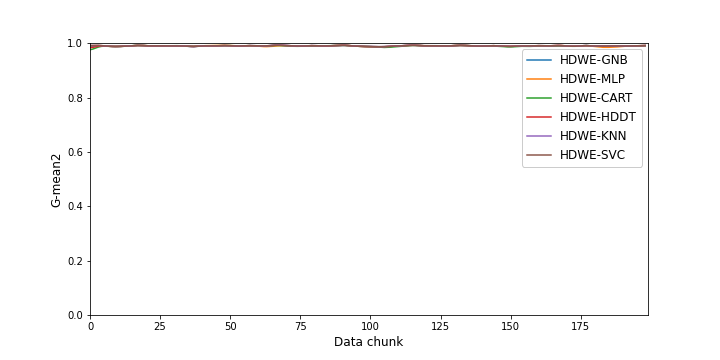 1.0
0.8
0.6
0.4
0.2
0.0
G-mean2
0 25 50 75 100 125 150 175
Data chunk
HDWE-GNB
HDWE-MLP
HDWE-CART
HDWE-HDDT
HDWE-KNN
HDWE-SVC